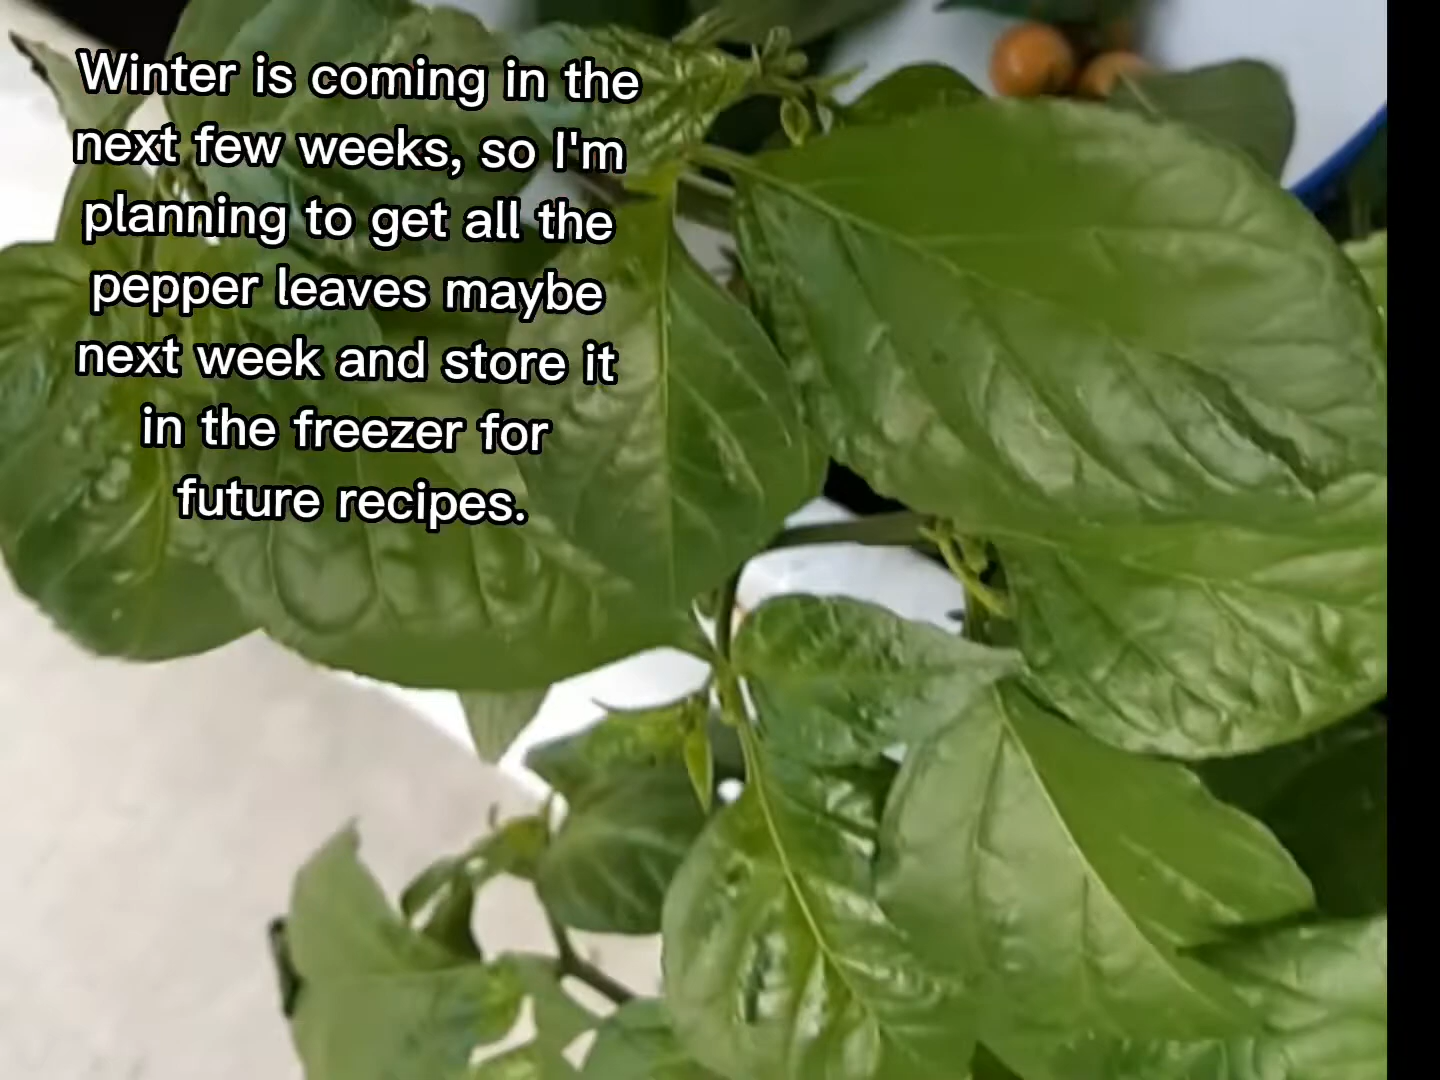 Winter is coming in the
next few weeks, so I'm
planning to get all the
pepper leaves maybe
next week and store it
in the freezer for
future recipes.